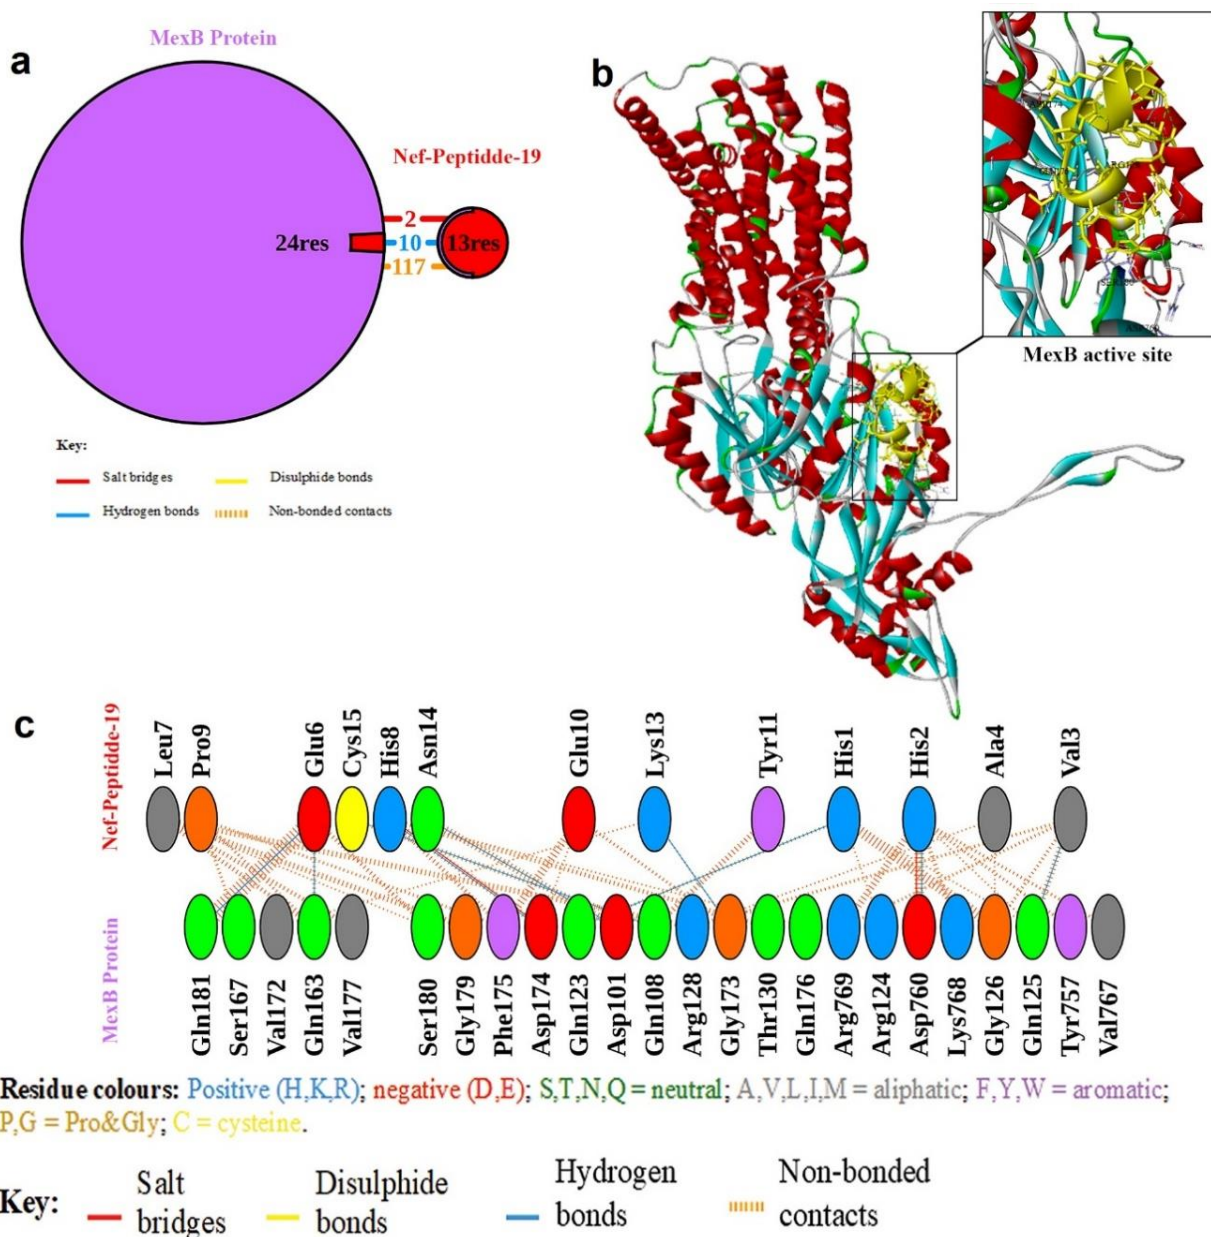 a
MexB Protein
Nef-Peptidde-19
24res
2
10
117
13res
Key:
Salt bridges
Disulphide bonds
Hydrogen bonds
Non-bonded contacts
b
MexB active site
c
Nef-Peptidde-19
Leu7
Pro9
Glu6
Cys15
His8
Asn14
Glu10
Lys13
Tyr11
His1
His2
Ala4
Val3
MexB Protein
Gln181
Ser167
Val172
Gln163
Val177
Ser180
Gly179
Phe175
Asp174
Gln123
Asp101
Gln108
Arg128
Gly173
Thr130
Gln176
Arg769
Arg124
Asp760
Lys768
Gly126
Gln125
Tyr757
Val767
Residue colours: Positive (H,K,R); negative (D,E); S,T,N,Q = neutral; A,V,L,I,M = aliphatic; F,Y,W = aromatic;
P,G = Pro&Gly; C = cysteine.
Key:
Salt
bridges
Disulphide
bonds
Hydrogen
bonds
Non-bonded
contacts